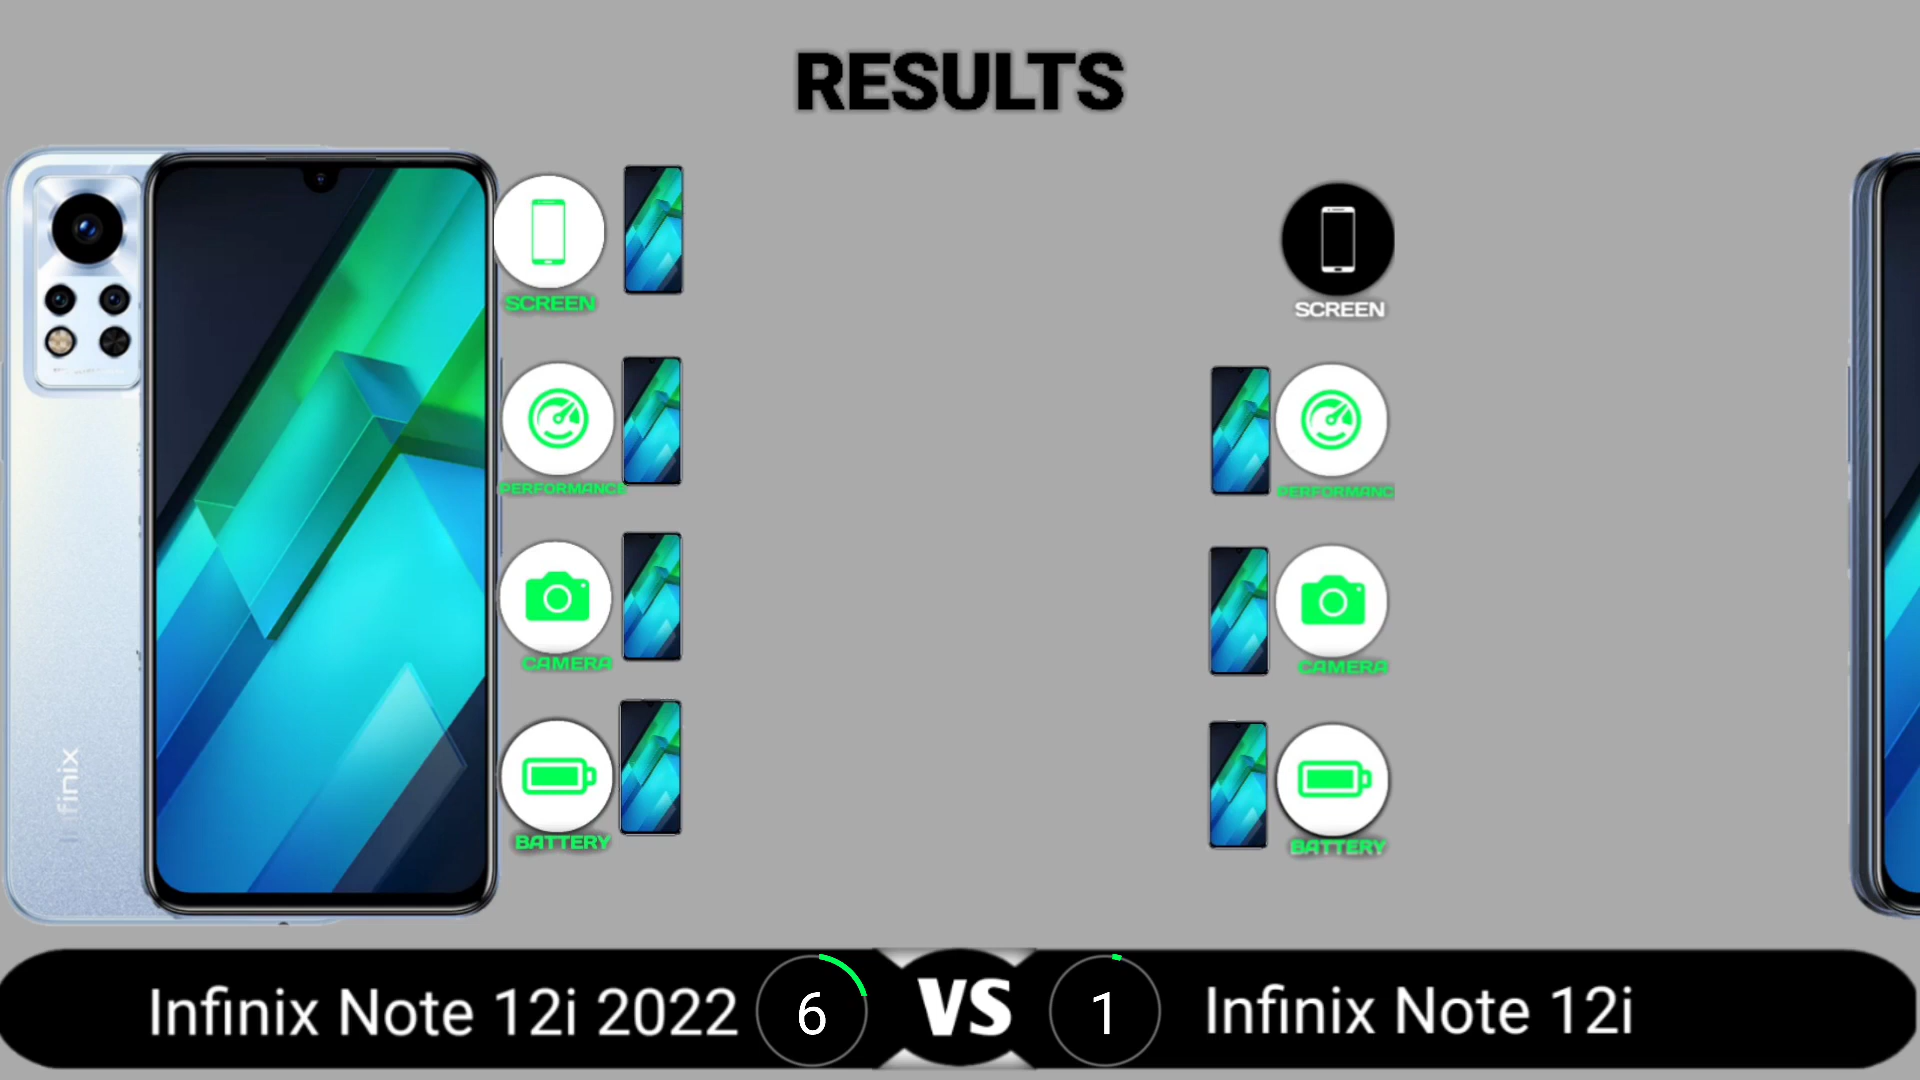 RESULTS
SCREEN
SCREEN
PERFORMANCE
PERFORMANC
CAMERA
CAMERA
Infinix
BATTERY
BATTERY
Infinix Note 12i 2022
6
VS
1
Infinix Note 12i